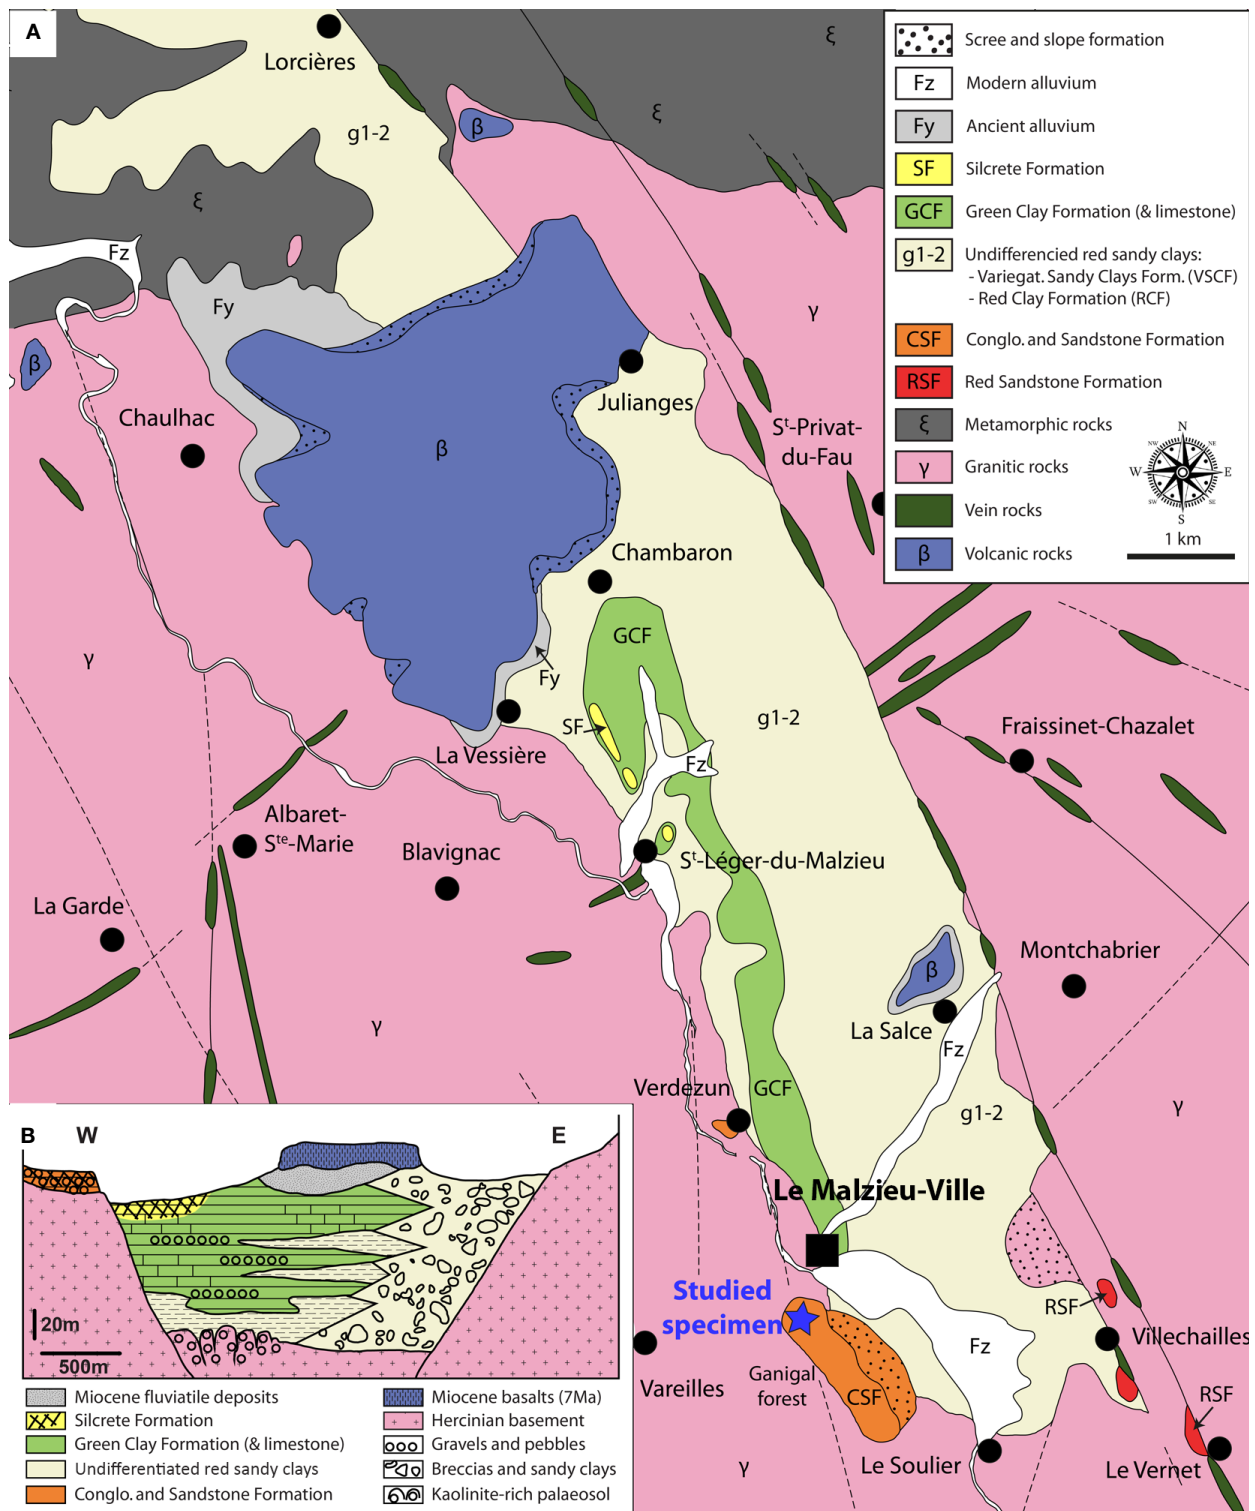 A
Lorcières
g1-2
ξ
β
ξ
ξ
Fz
Fy
γ
β
Chaulhac
Julianges
St-Privat-
du-Fau
β
Chambaron
GCF
γ
Fy
SF
g1-2
La Vessière
Fz
Fraissinet-Chazalet
Albaret-
Ste-Marie
Blavignac
St-Léger-du-Malzieu
La Garde
β
Montchabrier
La Salce
γ
Fz
Verdezun
GCF
g1-2
γ
Le Malzieu-Ville
Studied
specimen
RSF
Villechailles
Fz
Vareilles
Ganigal
forest
CSF
RSF
γ
Le Soulier
Le Vernet
Scree and slope formation
Fz Modern alluvium
Fy Ancient alluvium
SF Silcrete Formation
GCF Green Clay Formation (& limestone)
g1-2 Undifferencied red sandy clays:
- Variegat. Sandy Clays Form. (VSCF)
- Red Clay Formation (RCF)
CSF Conglo. and Sandstone Formation
RSF Red Sandstone Formation
ξ Metamorphic rocks
γ Granitic rocks
Vein rocks
β Volcanic rocks
N
NW NE
W E
SW SE
S
1 km
B W E
20m
500m
Miocene fluviatile deposits
Silcrete Formation
Green Clay Formation (& limestone)
Undifferentiated red sandy clays
Conglo. and Sandstone Formation
Miocene basalts (7Ma)
Hercinian basement
Gravels and pebbles
Breccias and sandy clays
Kaolinite-rich palaeosol